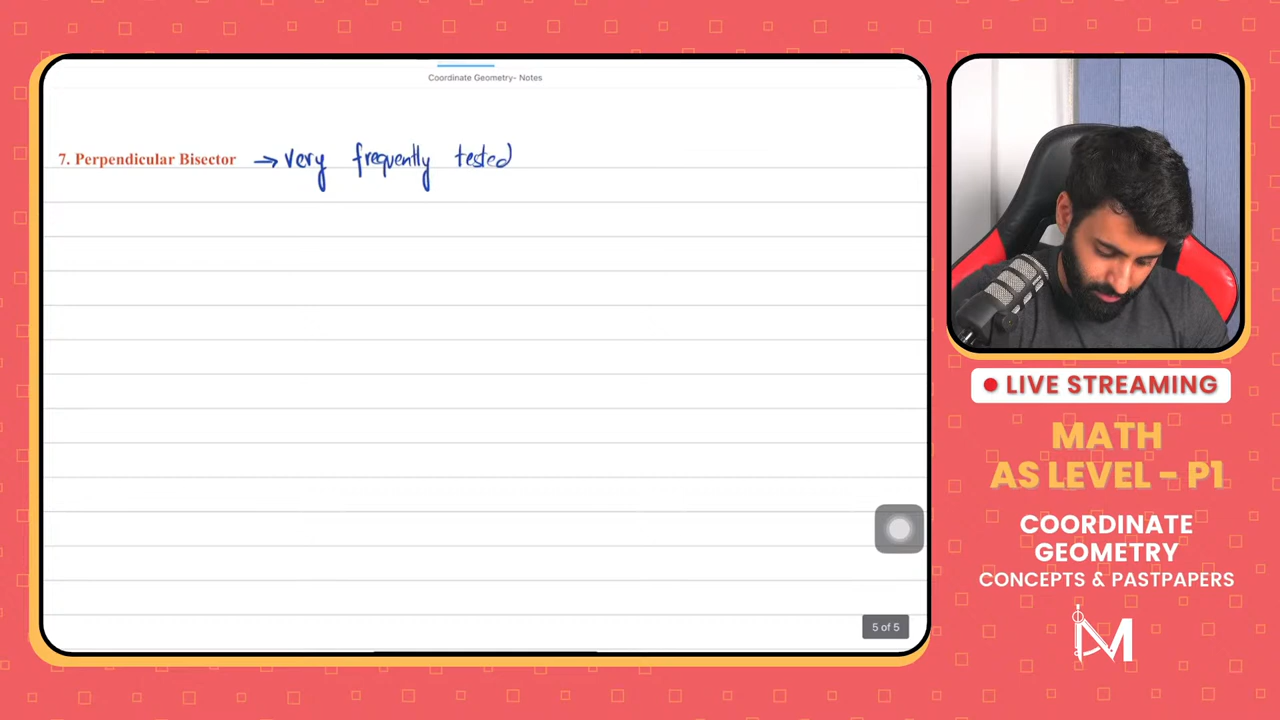 Coordinate Geometry- Notes
7. Perpendicular Bisector → very frequently tested
5 of 5
LIVE STREAMING
MATH
AS LEVEL - P1
COORDINATE
GEOMETRY
CONCEPTS & PASTPAPERS
M